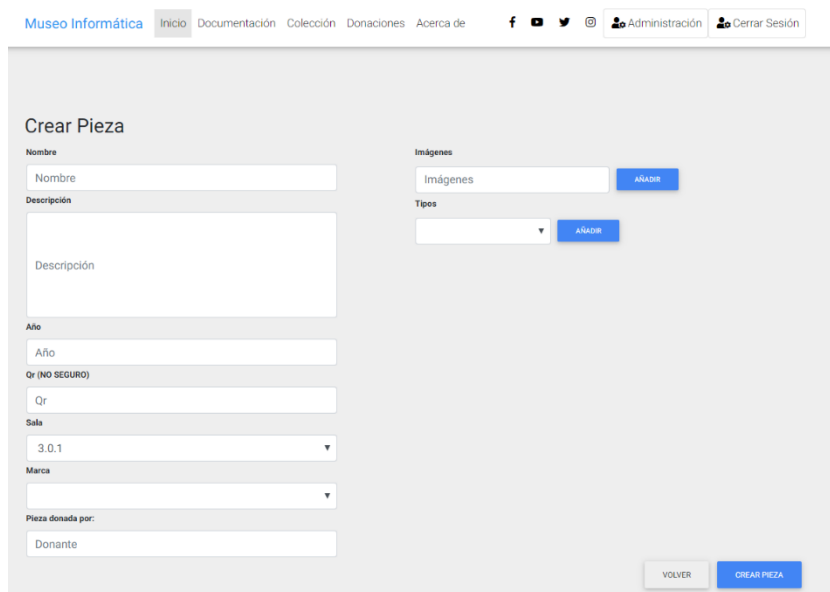 Museo Informática Inicio Documentación Colección Donaciones Acerca de Administración Cerrar Sesión
Crear Pieza
Nombre
Nombre
Descripción
Descripción
Año
Año
Qr (NO SEGURO)
Qr
Sala
3.0.1
Marca
Pieza donada por:
Donante
Imágenes
Imágenes AÑADIR
Tipos
AÑADIR
VOLVER CREAR PIEZA